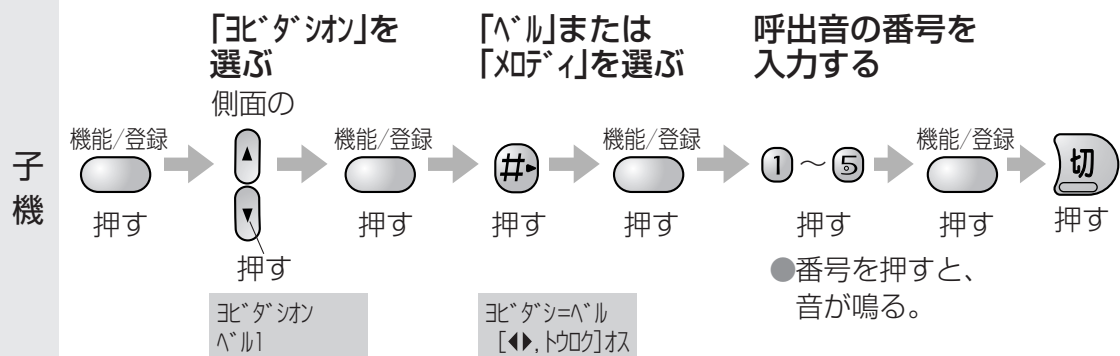 「ﾖﾋﾞﾀﾞｼｵﾝ」を
選ぶ
側面の
「ﾍﾞﾙ」または
「ﾒﾛﾃﾞｨ」を選ぶ
呼出音の番号を
入力する
子機
機能/登録
押す
▲
▼
押す
機能/登録
押す
#
押す
機能/登録
押す
1～5
押す
機能/登録
押す
切
押す
●番号を押すと、
音が鳴る。
ﾖﾋﾞﾀﾞｼｵﾝ
ﾍﾞﾙ1
ﾖﾋﾞﾀﾞｼ=ﾍﾞﾙ
[◀▶,ﾄｳﾛｸ]ｵｽ